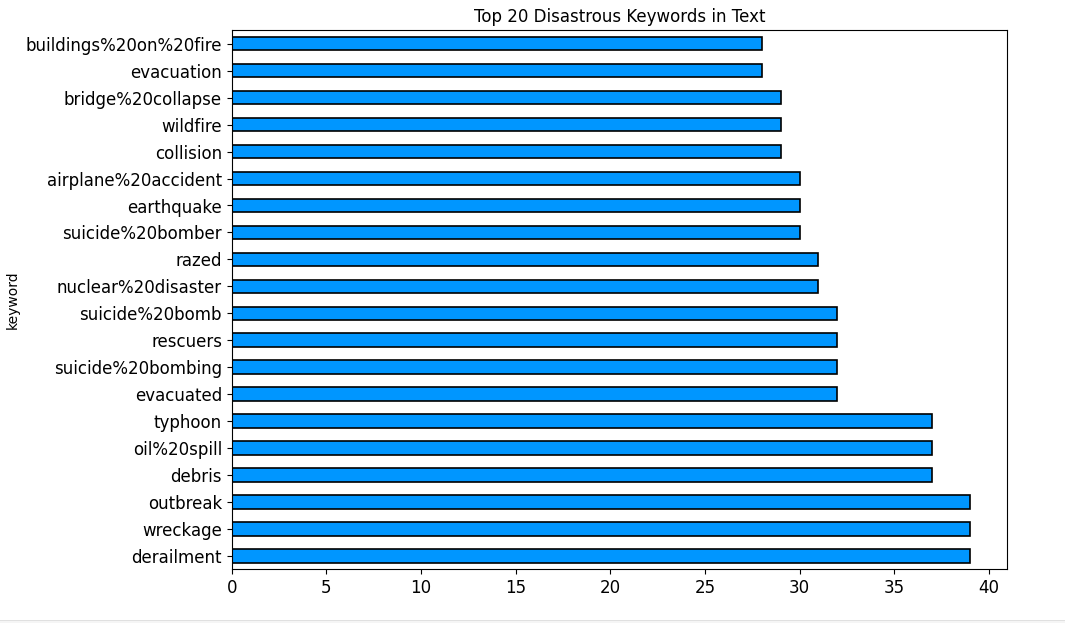 Top 20 Disastrous Keywords in Text
buildings%20on%20fire
evacuation
bridge%20collapse
wildfire
collision
airplane%20accident
earthquake
suicide%20bomber
razed
nuclear%20disaster
suicide%20bomb
rescuers
suicide%20bombing
evacuated
typhoon
oil%20spill
debris
outbreak
wreckage
derailment
keyword
0 5 10 15 20 25 30 35 40